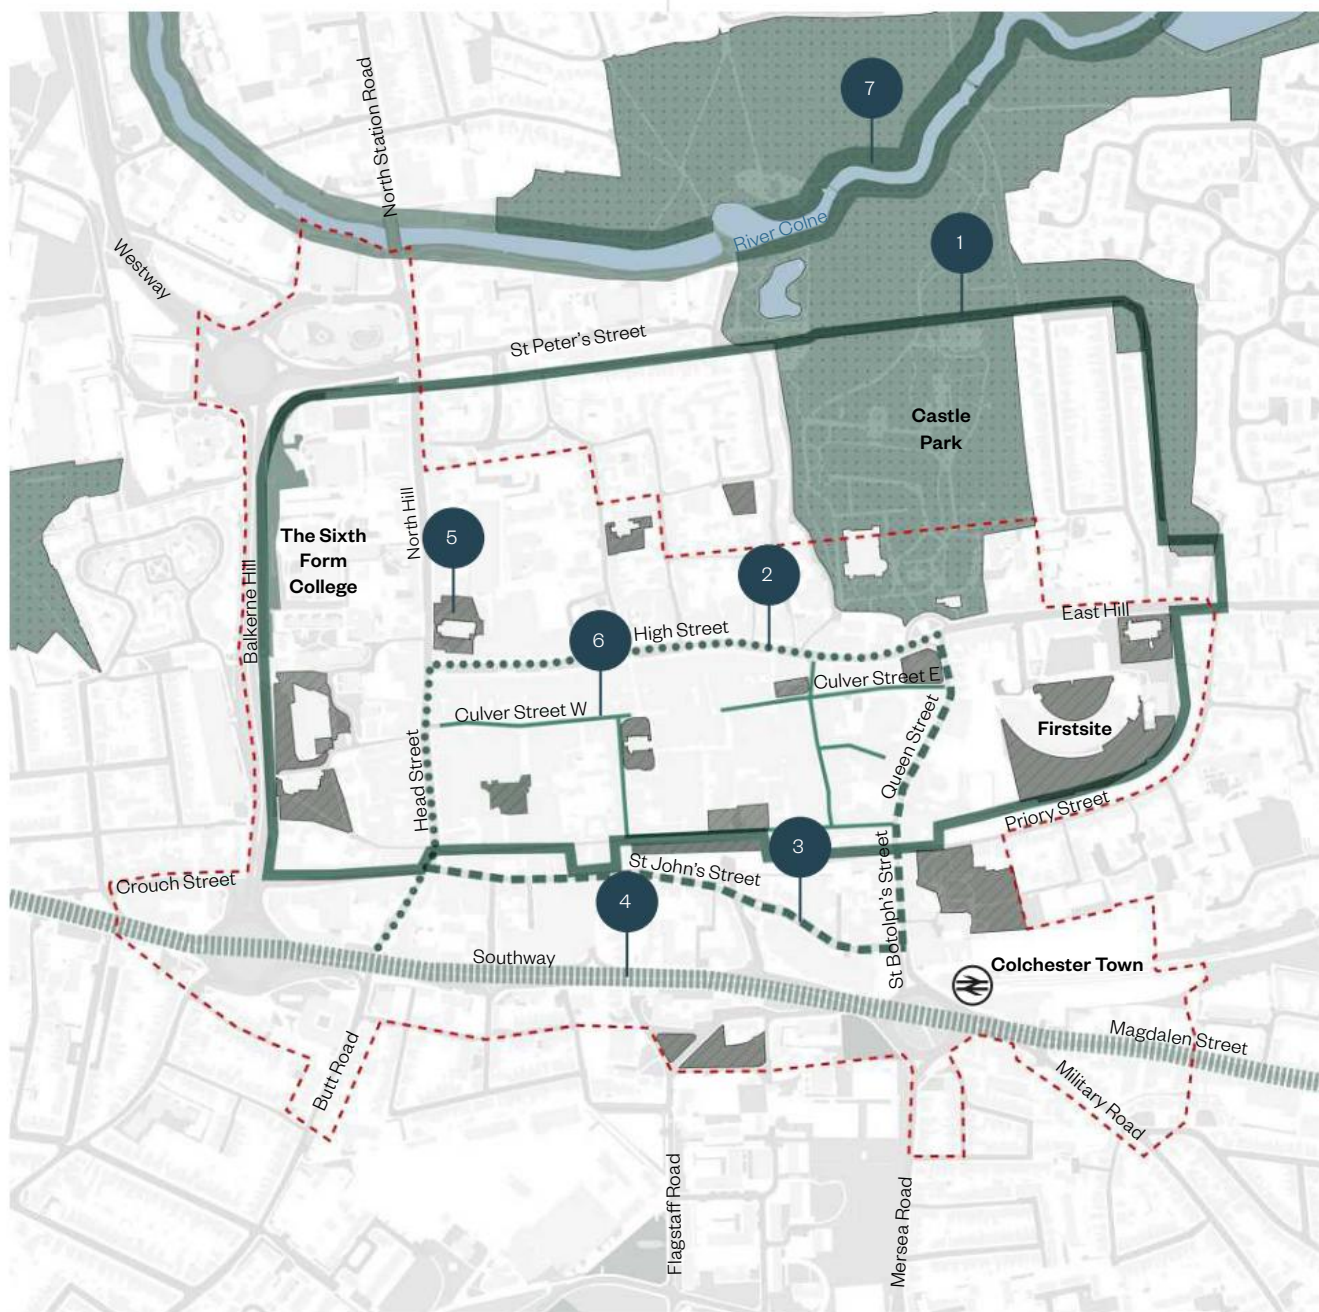 7
North Station Road
River Colne
1
Westway
St Peter's Street
Castle
Park
North Hill
The Sixth
Form
College
5
2
Balkerne Hill
High Street
East Hill
6
Culver Street E
Culver Street W
Queen Street
Firstsite
Head Street
Priory Street
3
St John's Street
St Botolph's Street
Crouch Street
4
Southway
Colchester Town
Magdalen Street
Butt Road
Military Road
Flagstaff Road
Mersea Road